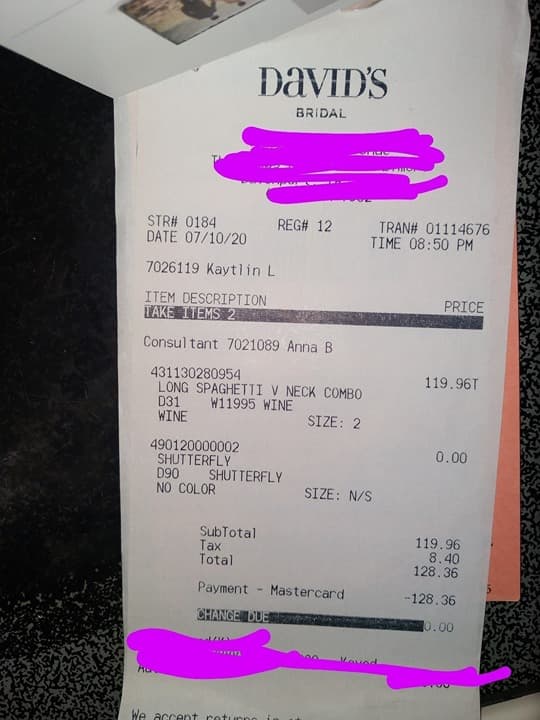 DAVID'S
BRIDAL
STR# 0184 REG# 12 TRAN# 01114676
DATE 07/10/20 TIME 08:50 PM
7026119 Kaytlin L
ITEM DESCRIPTION PRICE
TAKE ITEMS 2
Consultant 7021089 Anna B
431130280954
LONG SPAGHETTI V NECK COMBO 119.96T
D31 W11995 WINE
WINE SIZE: 2
490120000002
SHUTTERFLY 0.00
D90 SHUTTERFLY
NO COLOR SIZE: N/S
SubTotal 119.96
Tax 8.40
Total 128.36
Payment - Mastercard -128.36
CHANGE DUE 0.00
Keyed
We accept returns in